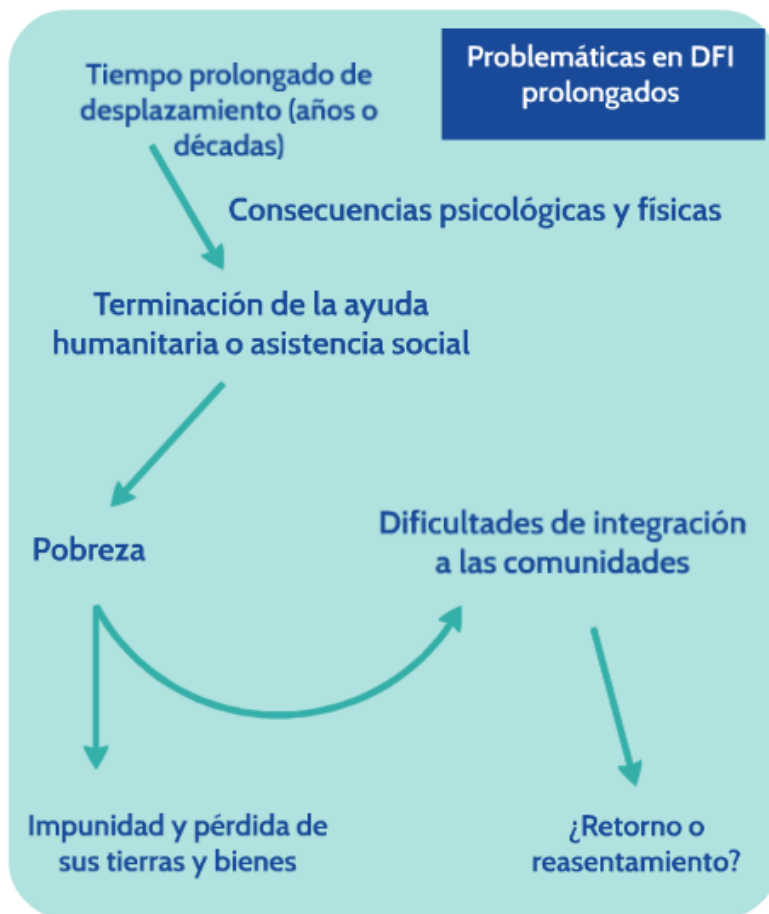 Problemáticas en DFI
prolongados
Tiempo prolongado de
desplazamiento (años o
décadas)
Consecuencias psicológicas y físicas
Terminación de la ayuda
humanitaria o asistencia social
Pobreza
Dificultades de integración
a las comunidades
Impunidad y pérdida de
sus tierras y bienes
¿Retorno o
reasentamiento?